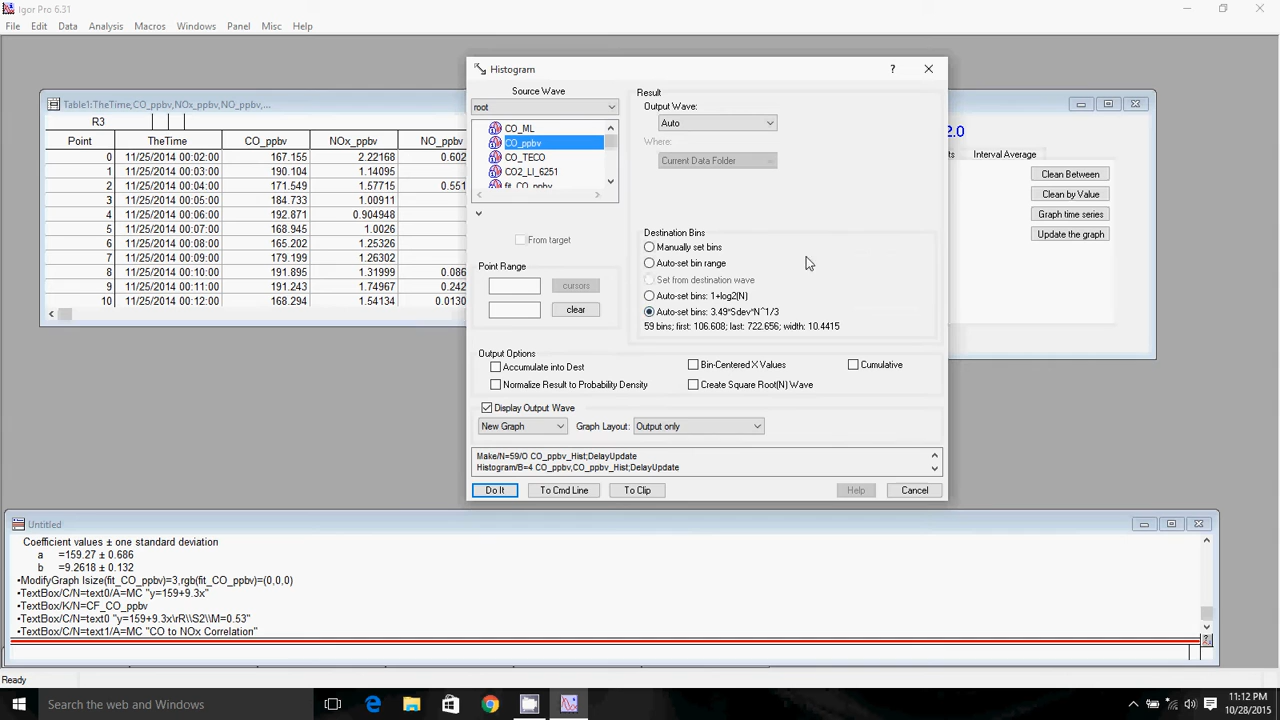 Igor Pro 6.31
File Edit Data Analysis Macros Windows Panel Misc Help
Table1:TheTime,CO_ppbv,NOx_ppbv,NO_ppbv,...
R3
Point TheTime CO_ppbv NOx_ppbv NO_ppbv
0 11/25/2014 00:02:00 167.155 2.22168 0.602
1 11/25/2014 00:03:00 190.104 1.14095
2 11/25/2014 00:04:00 171.549 1.57715 0.551
3 11/25/2014 00:05:00 184.733 1.00911
4 11/25/2014 00:06:00 192.871 0.904948
5 11/25/2014 00:07:00 168.945 1.0026
6 11/25/2014 00:08:00 165.202 1.25326
7 11/25/2014 00:09:00 179.199 1.26302
8 11/25/2014 00:10:00 191.895 1.31999 0.086
9 11/25/2014 00:11:00 191.243 1.74967 0.242
10 11/25/2014 00:12:00 168.294 1.54134 0.0130
Histogram
?
Source Wave
root
CO_ML
CO_ppbv
CO_TECO
CO2_LI_6251
fit_CO_ppbv
From target
Point Range
cursors
clear
Result
Output Wave:
Auto
Where:
Current Data Folder
Destination Bins
Manually set bins
Auto-set bin range
Set from destination wave
Auto-set bins: 1+log2(N)
Auto-set bins: 3.49*Sdev*N^1/3
59 bins; first: 106.608; last: 722.656; width: 10.4415
Output Options
Accumulate into Dest
Bin-Centered X Values
Cumulative
Normalize Result to Probability Density
Create Square Root(N) Wave
Display Output Wave
New Graph Graph Layout: Output only
Make/N=59/O CO_ppbv_Hist;DelayUpdate
Histogram/B=4 CO_ppbv,CO_ppbv_Hist;DelayUpdate
Do It To Cmd Line To Clip Help Cancel
2.0
ts Interval Average
Clean Between
Clean by Value
Graph time series
Update the graph
Untitled
Coefficient values ± one standard deviation
a =159.27 ± 0.686
b =9.2618 ± 0.132
•ModifyGraph lsize(fit_CO_ppbv)=3,rgb(fit_CO_ppbv)=(0,0,0)
•TextBox/C/N=text0/A=MC "y=159+9.3x"
•TextBox/K/N=CF_CO_ppbv
•TextBox/C/N=text0 "y=159+9.3x\rR\\S2\\M=0.53"
•TextBox/C/N=text1/A=MC "CO to NOx Correlation"
?
Ready
Search the web and Windows
11:12 PM
10/28/2015